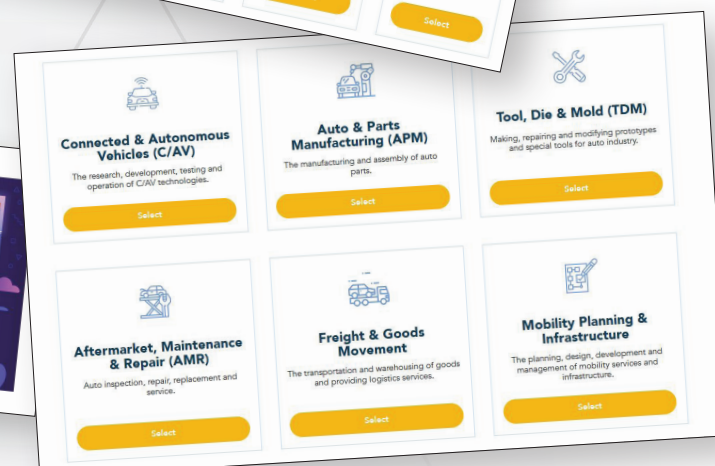 Select
Connected & Autonomous
Vehicles (C/AV)
The research, development, testing and
operation of C/AV technologies.
Select
Auto & Parts
Manufacturing (APM)
The manufacturing and assembly of auto
parts.
Select
Tool, Die & Mold (TDM)
Making, repairing and modifying prototypes
and special tools for auto industry.
Select
Aftermarket, Maintenance
& Repair (AMR)
Auto inspection, repair, replacement and
service.
Select
Freight & Goods
Movement
The transportation and warehousing of goods
and providing logistics services.
Select
Mobility Planning &
Infrastructure
The planning, design, development and
management of mobility services and
infrastructure.
Select